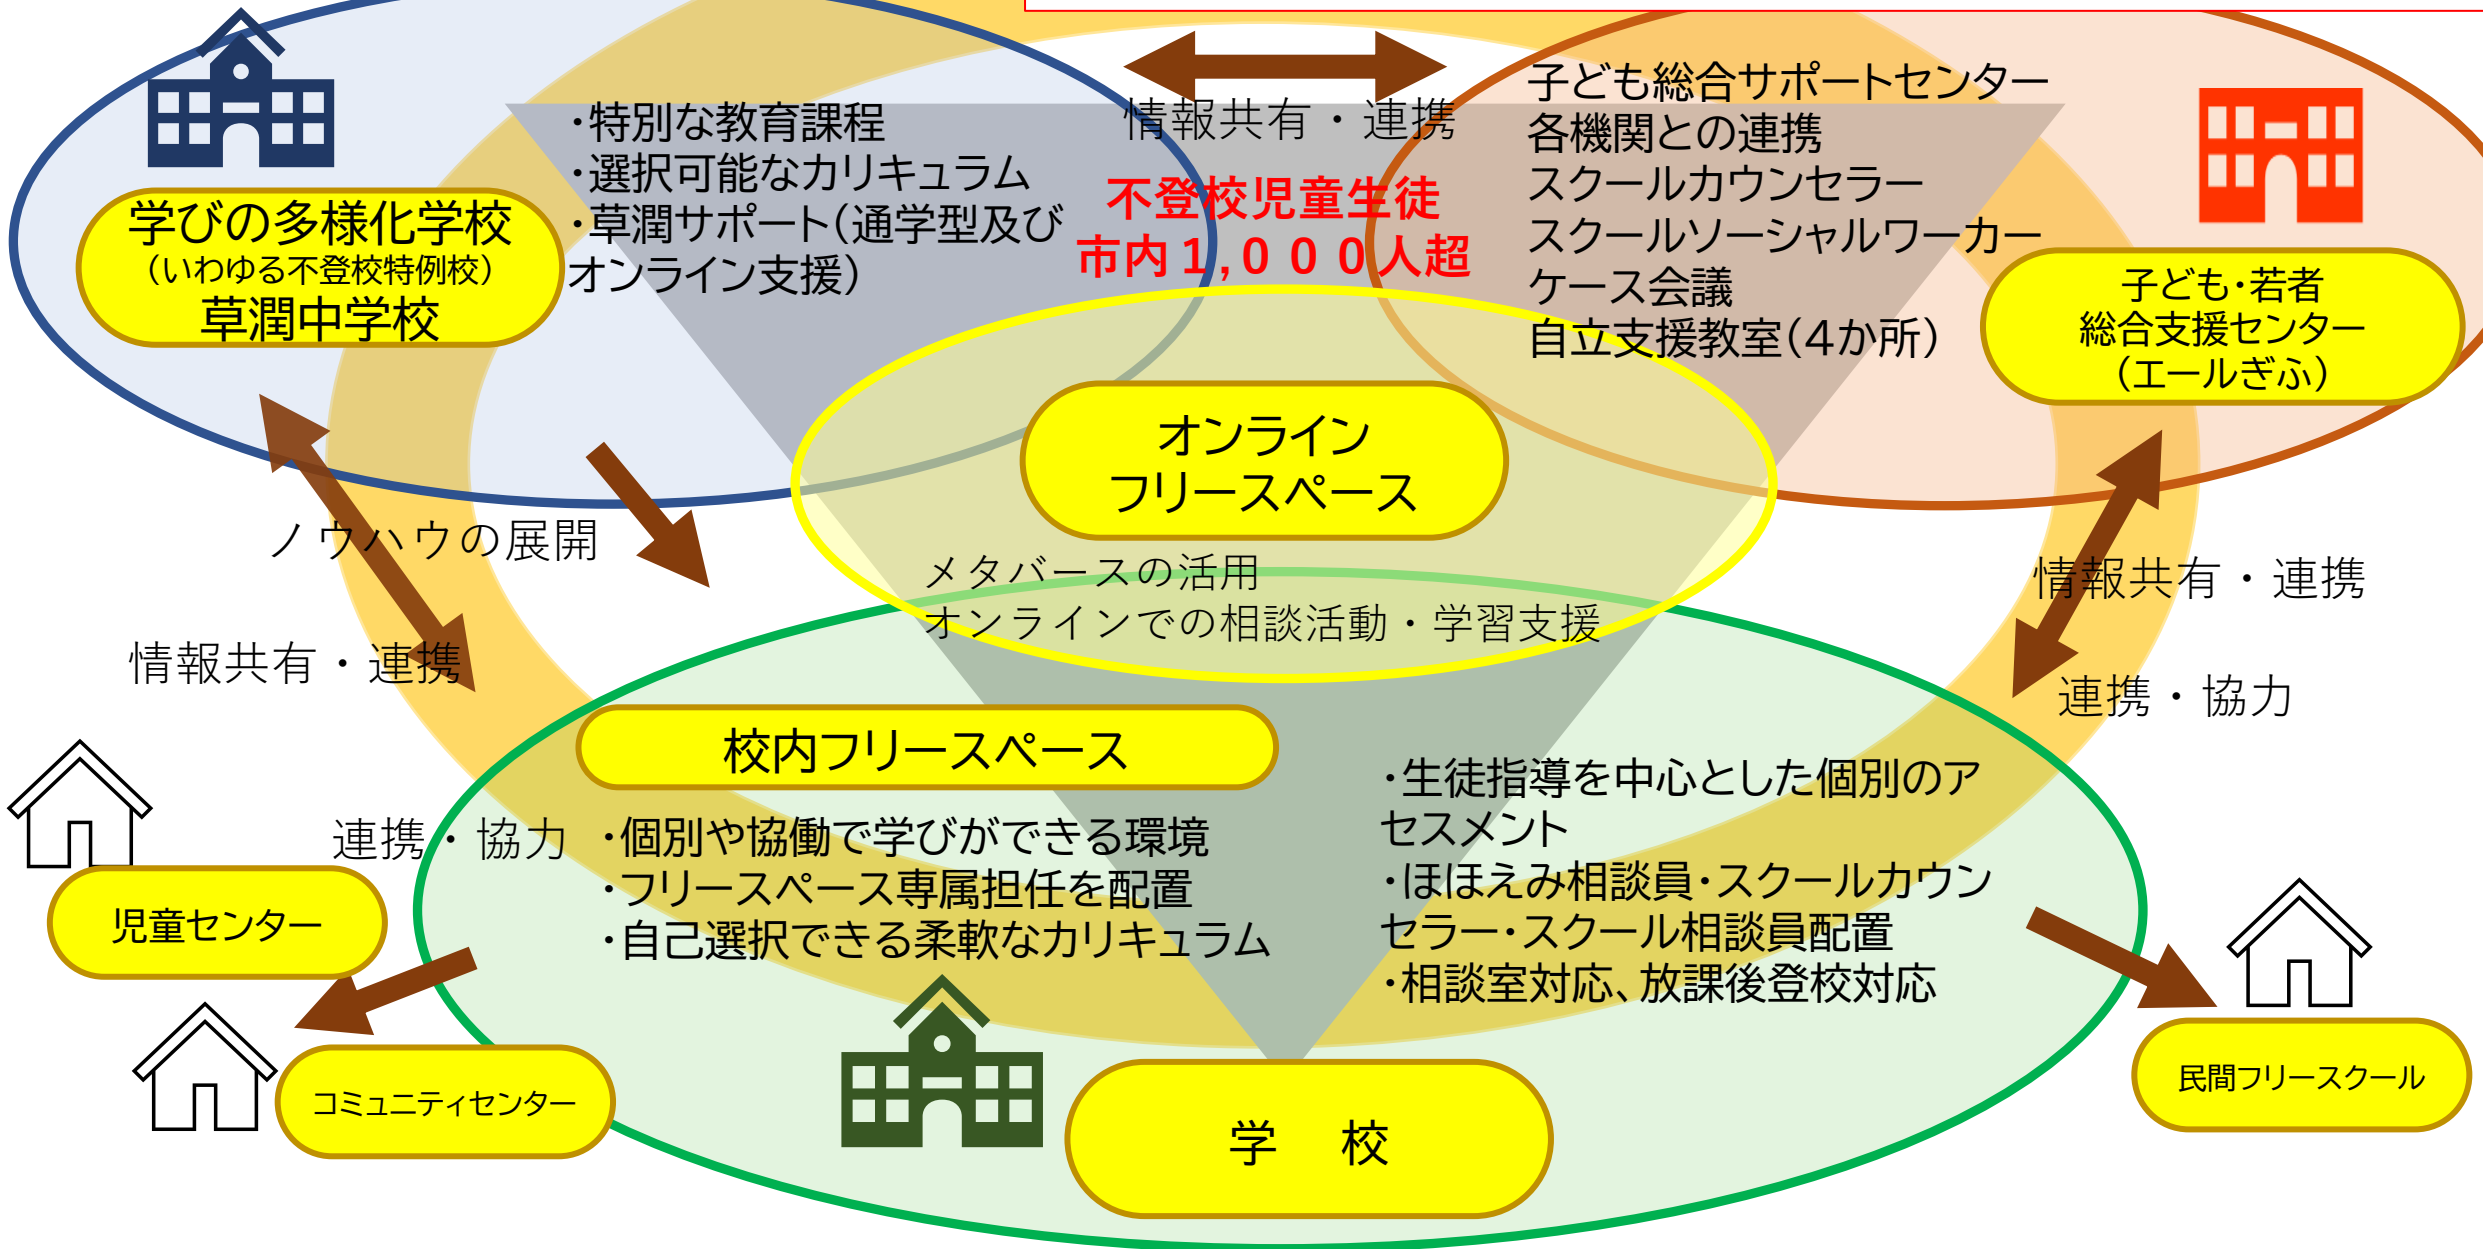 学びの多様化学校
（いわゆる不登校特例校）
草潤中学校
・特別な教育課程
・選択可能なカリキュラム
・草潤サポート（通学型及び
オンライン支援）
情報共有・連携
不登校児童生徒
市内１,０００人超
子ども総合サポートセンター
各機関との連携
スクールカウンセラー
スクールソーシャルワーカー
ケース会議
自立支援教室（4か所）
子ども・若者
総合支援センター
（エールぎふ）
オンライン
フリースペース
メタバースの活用
オンラインでの相談活動・学習支援
ノウハウの展開
情報共有・連携
情報共有・連携
連携・協力
校内フリースペース
・個別や協働で学びができる環境
・フリースペース専属担任を配置
・自己選択できる柔軟なカリキュラム
・生徒指導を中心とした個別のア
セスメント
・ほほえみ相談員・スクールカウン
セラー・スクール相談員配置
・相談室対応、放課後登校対応
連携・協力
児童センター
コミュニティセンター
学　校
民間フリースクール